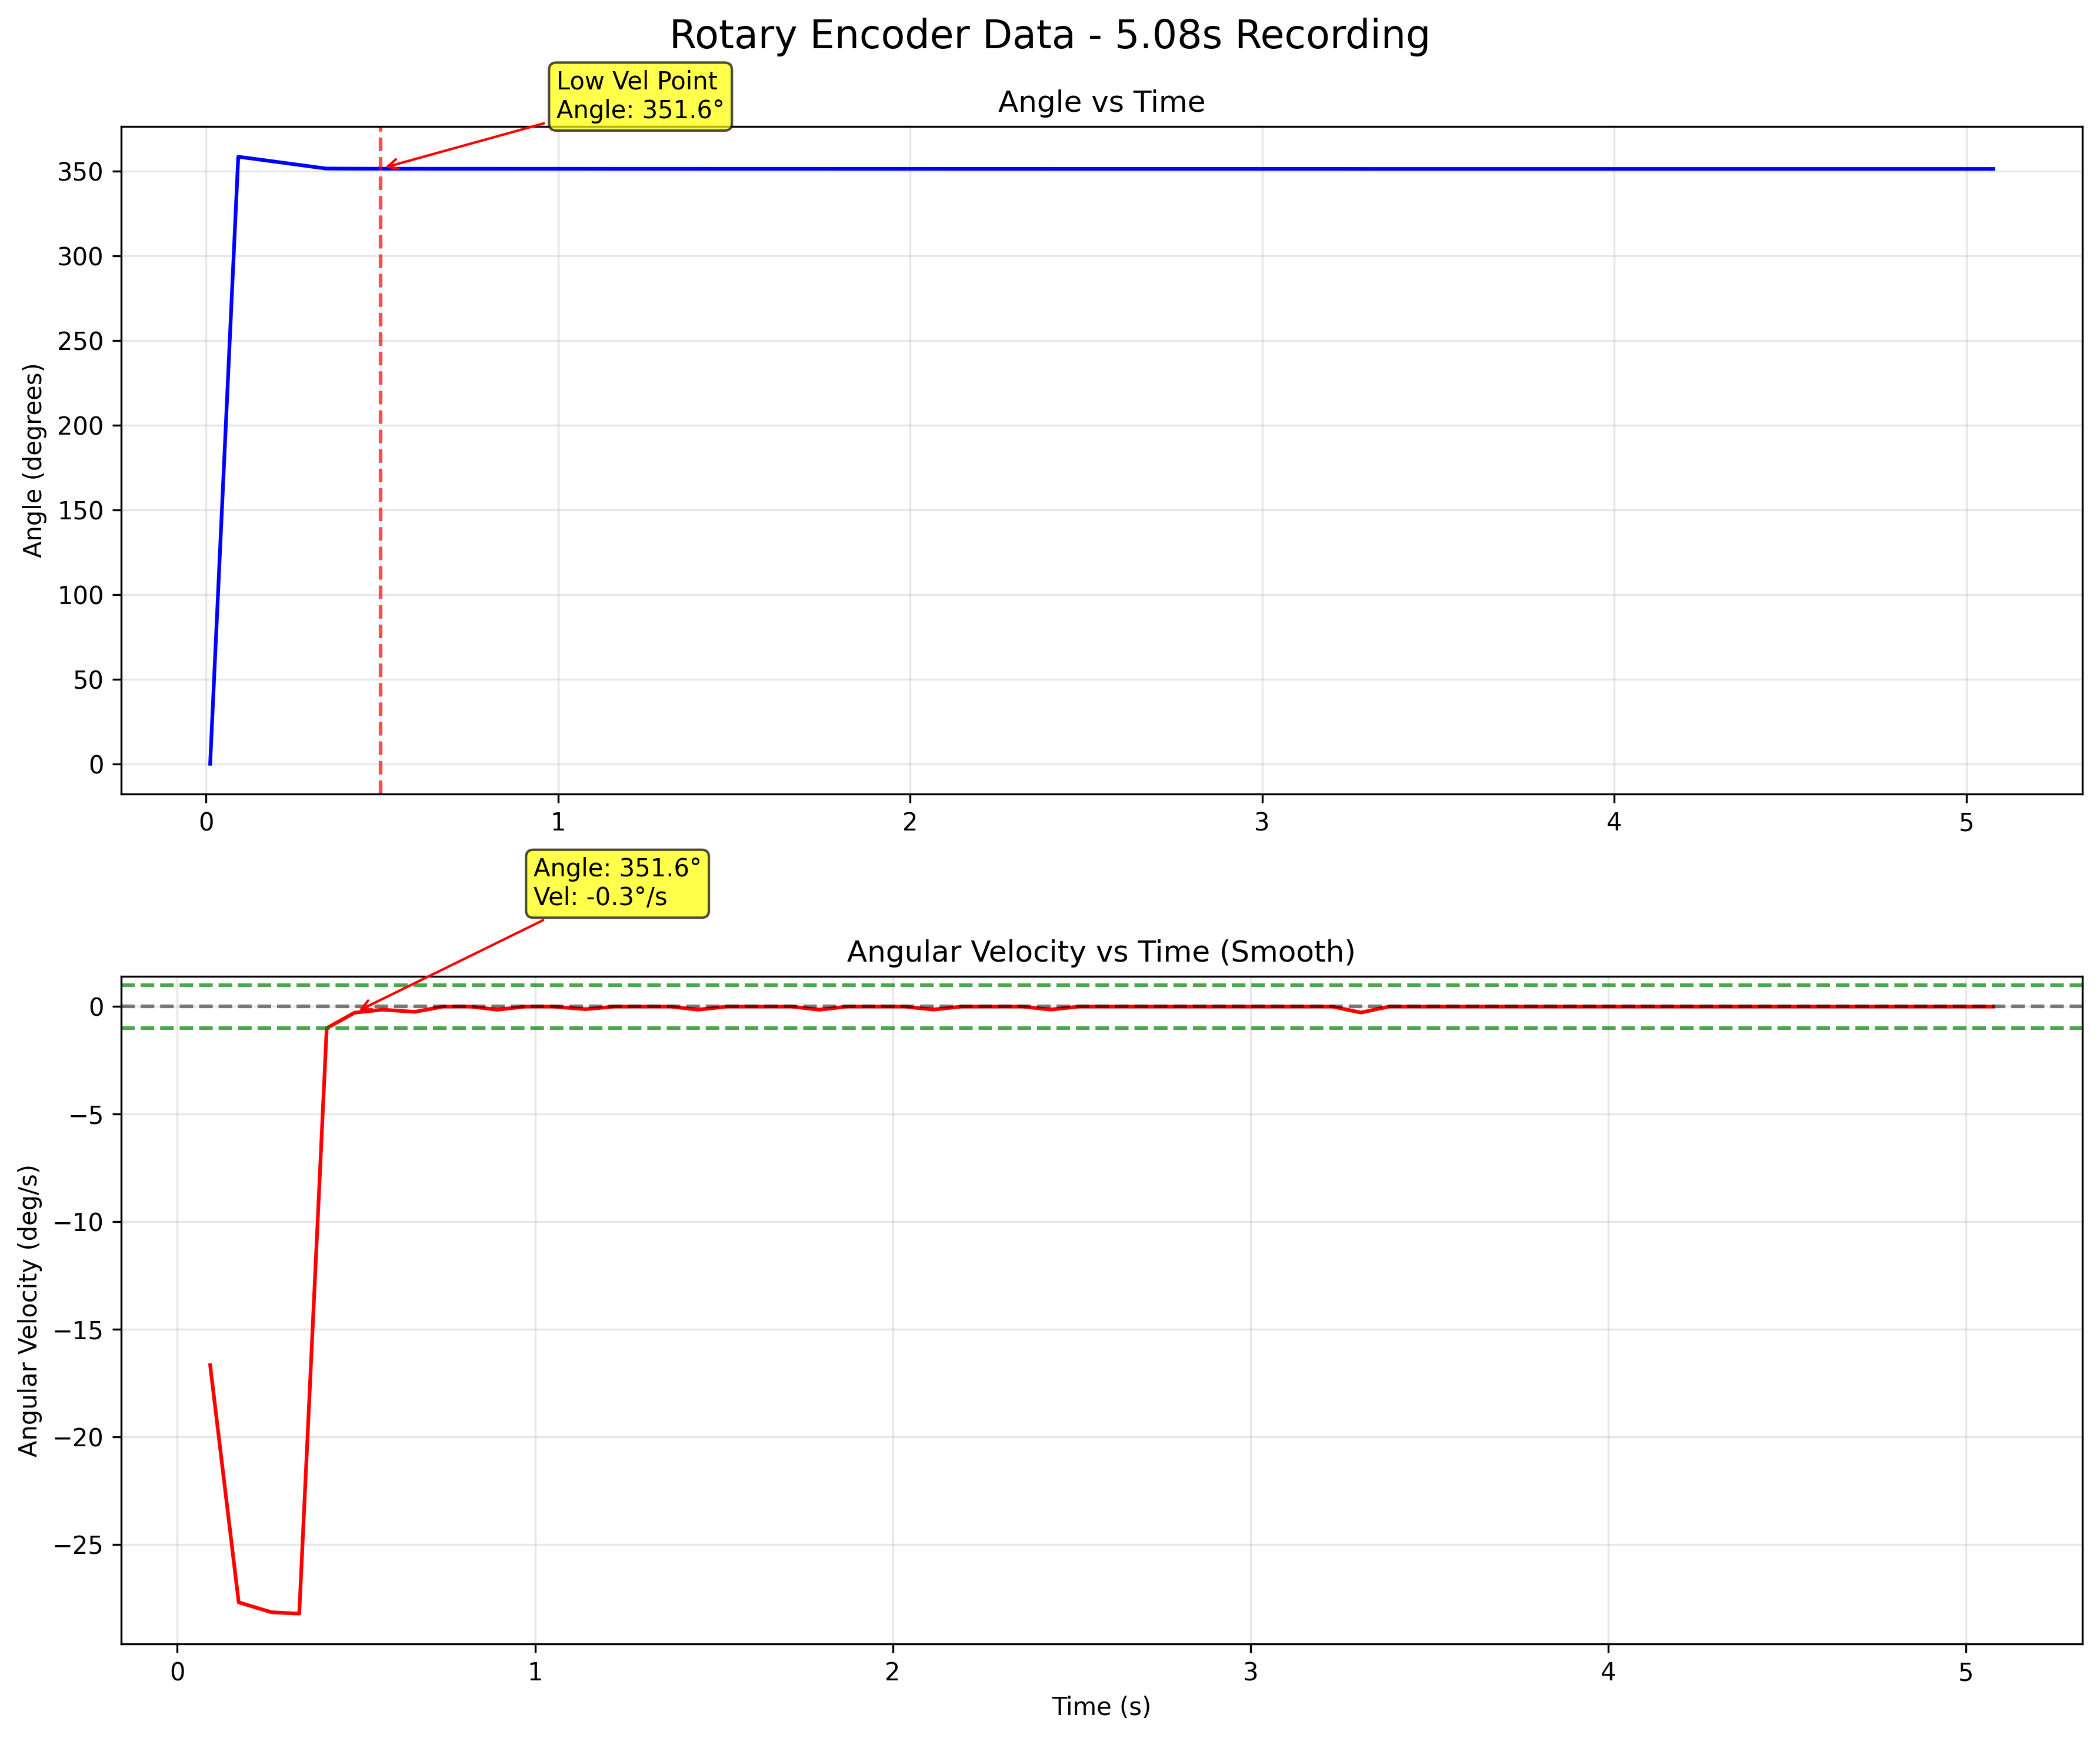 Rotary Encoder Data - 5.08s Recording
Low Vel Point
Angle: 351.6°
Angle vs Time
350
300
250
200
150
100
50
0
Angle (degrees)
0 1 2 3 4 5
Angle: 351.6°
Vel: -0.3°/s
Angular Velocity vs Time (Smooth)
0
−5
−10
−15
−20
−25
Angular Velocity (deg/s)
0 1 2 3 4 5
Time (s)